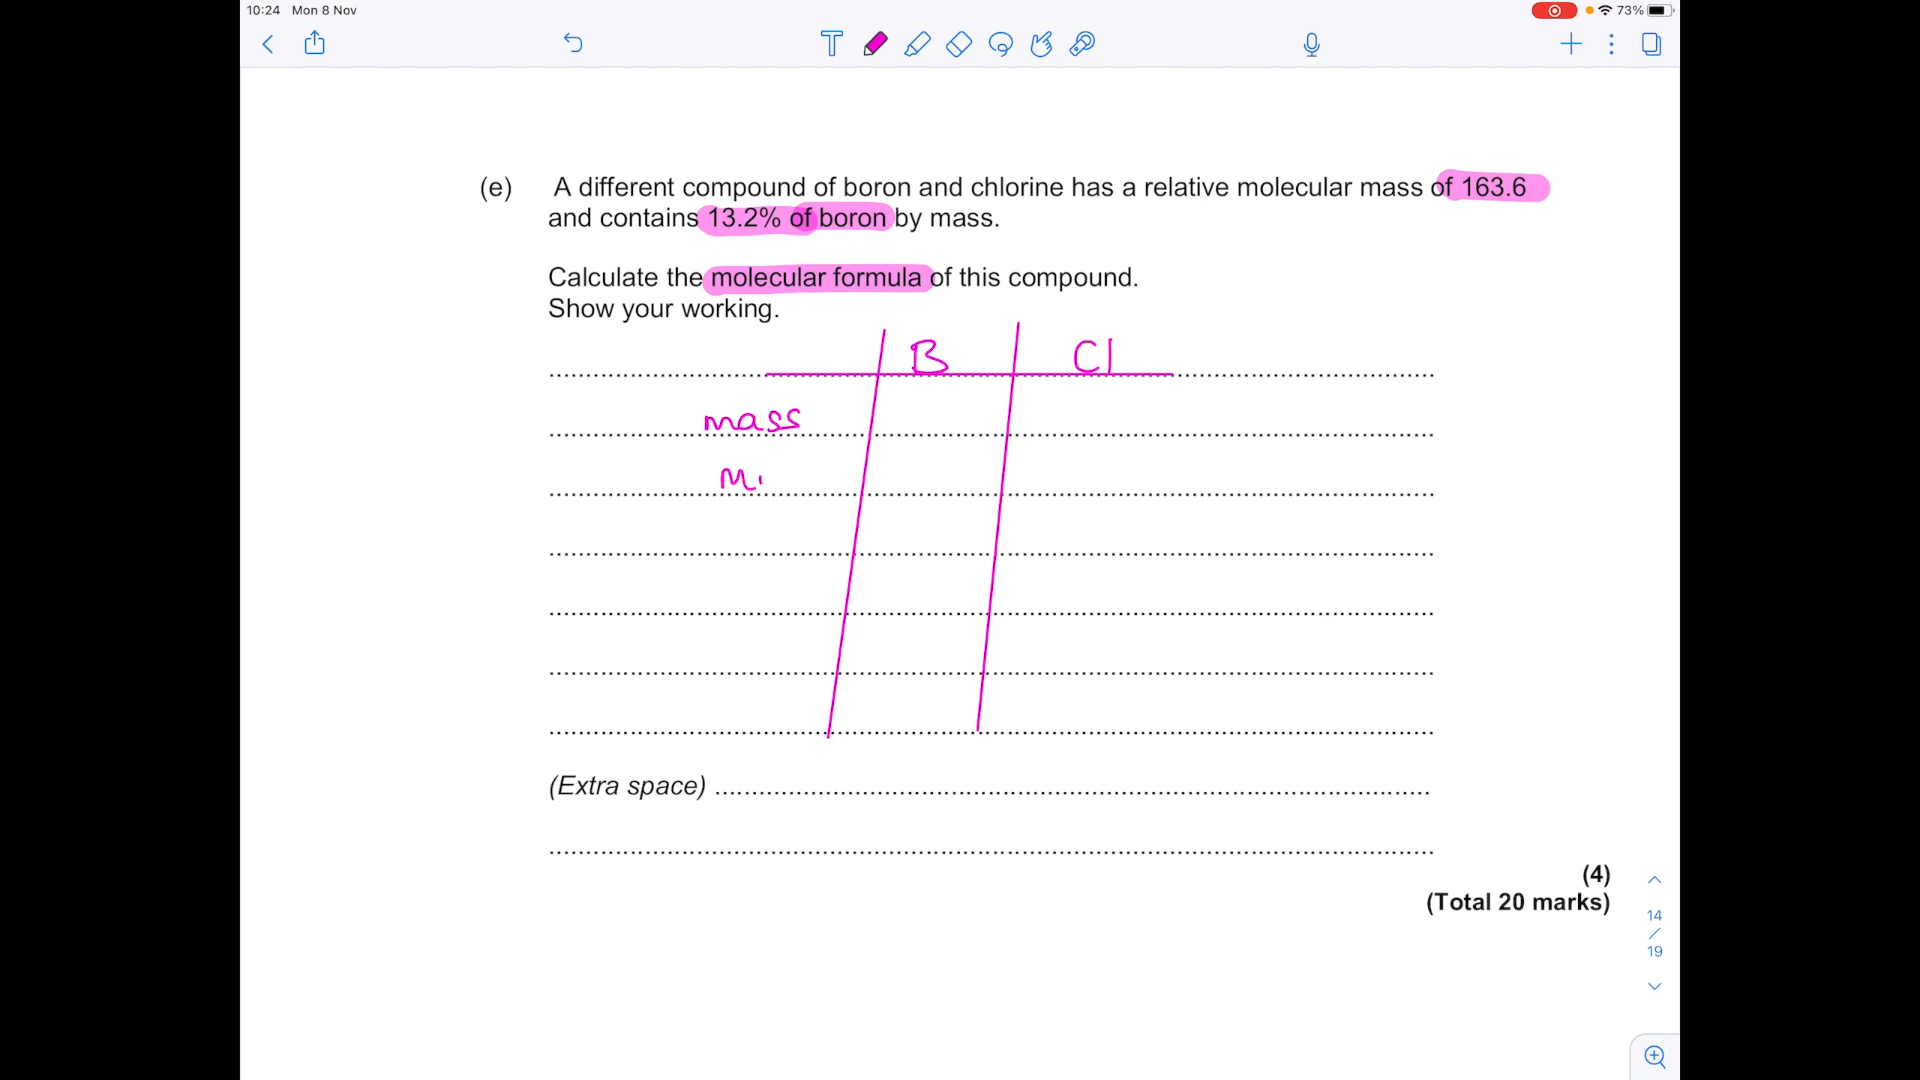 10:24 Mon 8 Nov
73%
T
(e) A different compound of boron and chlorine has a relative molecular mass of 163.6
and contains 13.2% of boron by mass.
Calculate the molecular formula of this compound.
Show your working.
B Cl
mass
Mr
(Extra space)
(4)
(Total 20 marks)
14
/
19